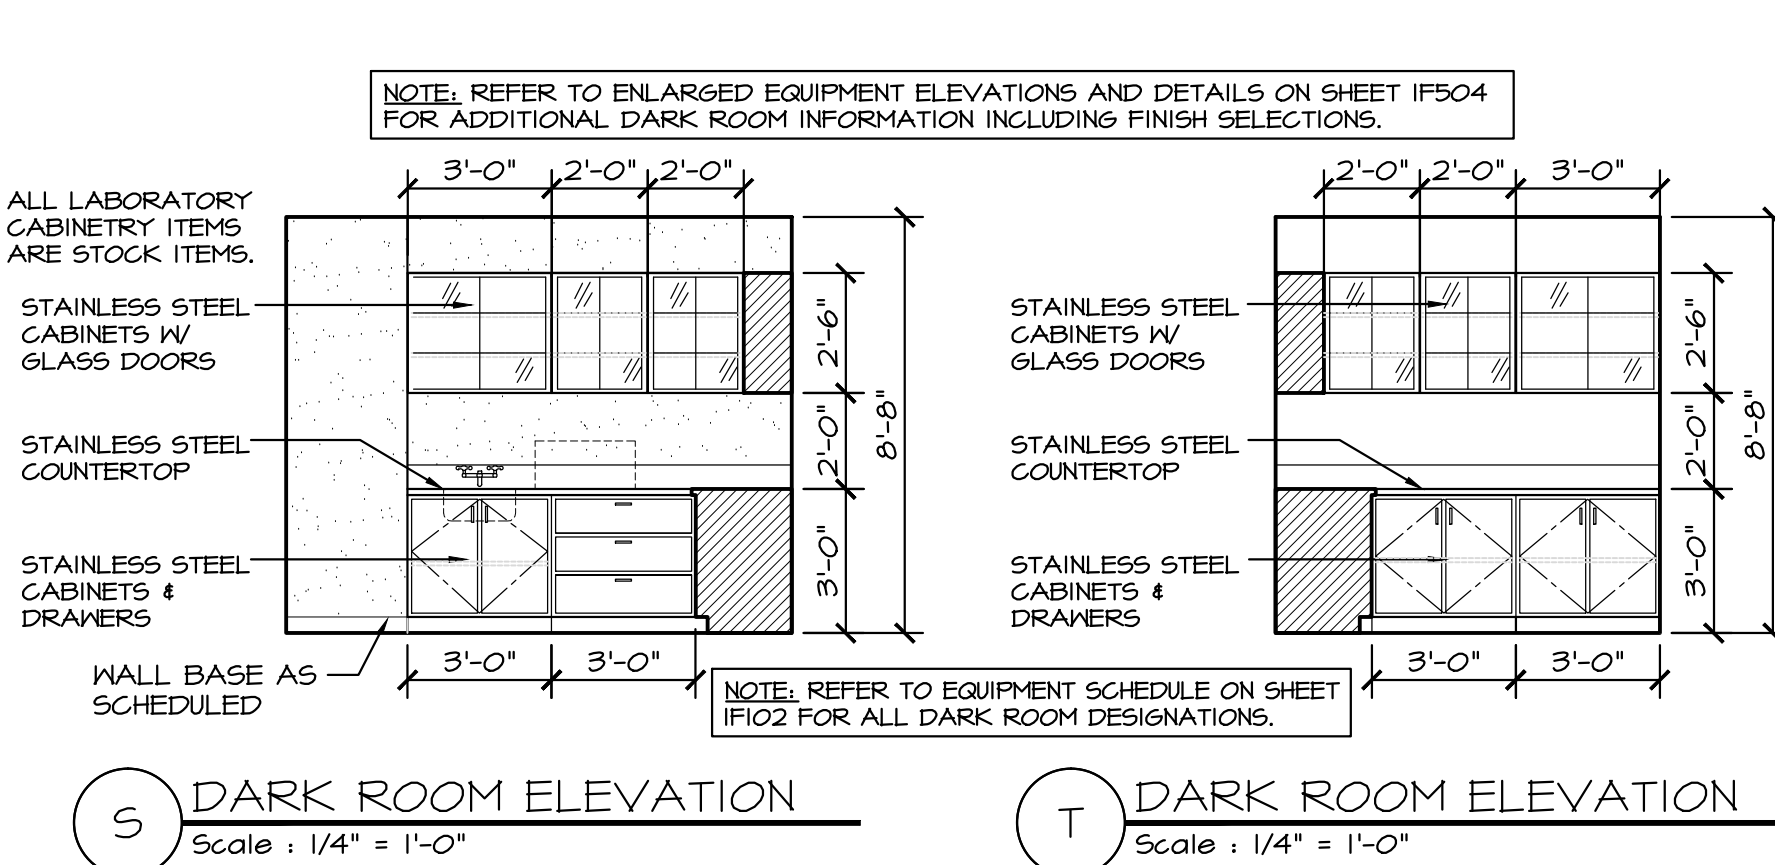 NOTE: REFER TO ENLARGED EQUIPMENT ELEVATIONS AND DETAILS ON SHEET IF504
FOR ADDITIONAL DARK ROOM INFORMATION INCLUDING FINISH SELECTIONS.
ALL LABORATORY
CABINETRY ITEMS
ARE STOCK ITEMS.
3'-0" 2'-0" 2'-0"
STAINLESS STEEL
CABINETS W/
GLASS DOORS
STAINLESS STEEL
COUNTERTOP
STAINLESS STEEL
CABINETS &
DRAWERS
WALL BASE AS
SCHEDULED
2'-6"
2'-0"
3'-0"
8'-8"
3'-0" 3'-0"
2'-0" 2'-0" 3'-0"
STAINLESS STEEL
CABINETS W/
GLASS DOORS
STAINLESS STEEL
COUNTERTOP
STAINLESS STEEL
CABINETS &
DRAWERS
2'-6"
2'-0"
3'-0"
8'-8"
3'-0" 3'-0"
NOTE: REFER TO EQUIPMENT SCHEDULE ON SHEET
IF102 FOR ALL DARK ROOM DESIGNATIONS.
S DARK ROOM ELEVATION
Scale : 1/4" = 1'-0"
T DARK ROOM ELEVATION
Scale : 1/4" = 1'-0"